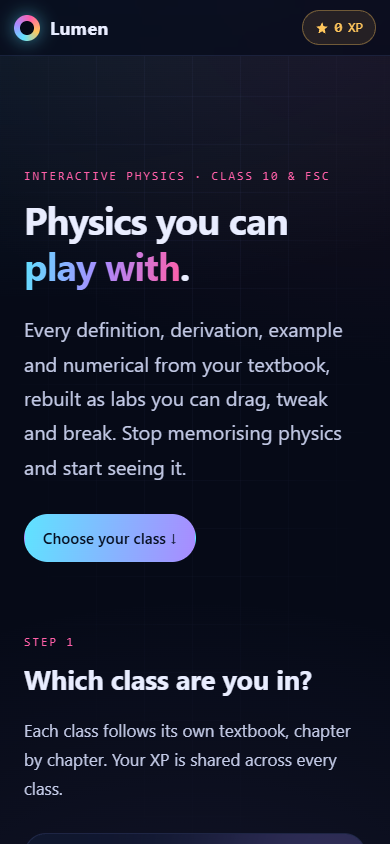 Lumen
★ 0 XP
INTERACTIVE PHYSICS · CLASS 10 & FSC
Physics you can
play with.
Every definition, derivation, example
and numerical from your textbook,
rebuilt as labs you can drag, tweak
and break. Stop memorising physics
and start seeing it.
Choose your class ↓
STEP 1
Which class are you in?
Each class follows its own textbook, chapter
by chapter. Your XP is shared across every
class.